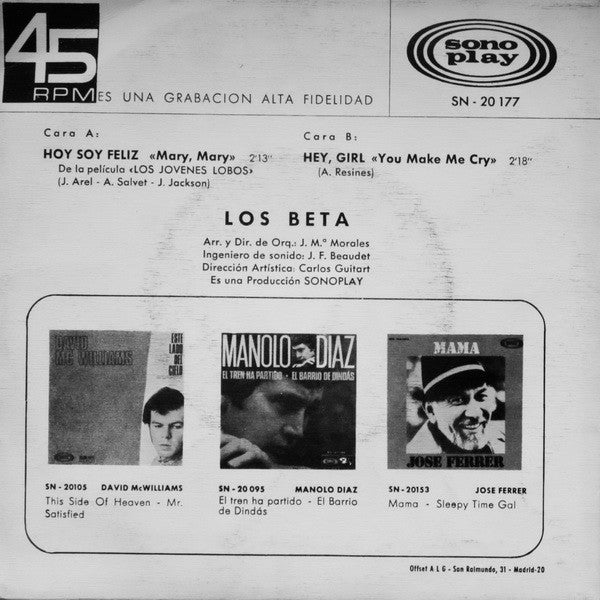 45
RPM
ES UNA GRABACION ALTA FIDELIDAD
sono
play
SN - 20177
Cara A:
HOY SOY FELIZ «Mary, Mary» 2'13"
De la película «LOS JOVENES LOBOS»
(J. Arel - A. Salvet - J. Jackson)
Cara B:
HEY, GIRL «You Make Me Cry» 2'18"
(A. Resines)
LOS BETA
Arr. y Dir. de Orq.: J. M.ª Morales
Ingeniero de sonido: J. F. Beaudet
Dirección Artística: Carlos Guitart
Es una Producción SONOPLAY
DAVID
MC WILLIAMS
ESTE
LADO
DEL
CIELO
MANOLO DIAZ
EL TREN HA PARTIDO - EL BARRIO DE DINDÁS
MAMA
JOSE FERRER
SN - 20105 DAVID McWILLIAMS
This Side Of Heaven - Mr.
Satisfied
SN - 20095 MANOLO DIAZ
El tren ha partido - El Barrio
de Dindás
SN - 20153 JOSE FERRER
Mama - Sleepy Time Gal
Offset A L G - San Raimundo, 31 - Madrid-20